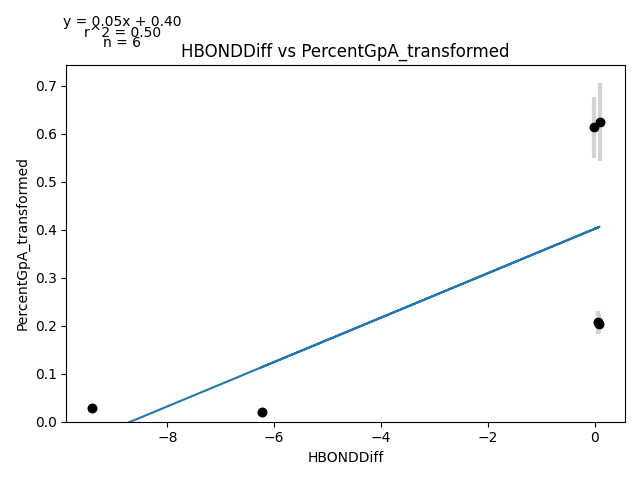 y = 0.05x + 0.40
r^2 = 0.50
n = 6
HBONDDiff vs PercentGpA_transformed
PercentGpA_transformed
0.7
0.6
0.5
0.4
0.3
0.2
0.1
0.0
−8
−6
−4
−2
0
HBONDDiff